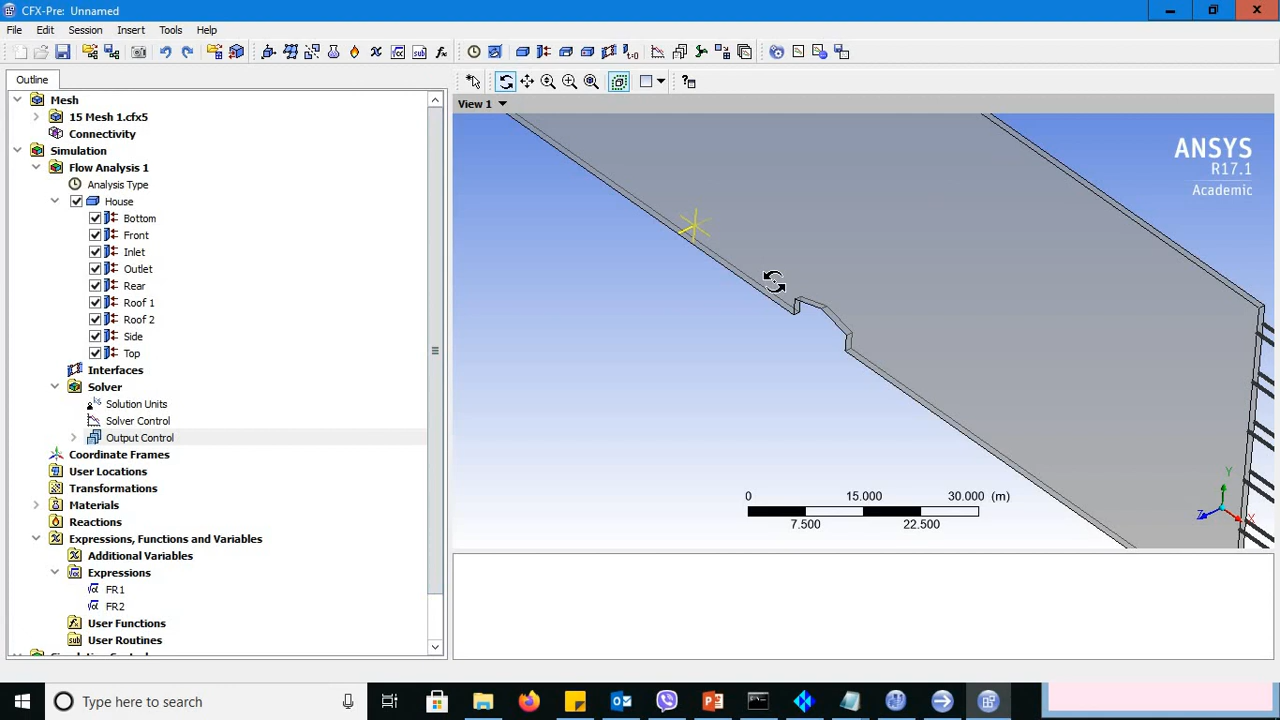 CFX-Pre: Unnamed
File Edit Session Insert Tools Help
Outline
Mesh
15 Mesh 1.cfx5
Connectivity
Simulation
Flow Analysis 1
Analysis Type
House
Bottom
Front
Inlet
Outlet
Rear
Roof 1
Roof 2
Side
Top
Interfaces
Solver
Solution Units
Solver Control
Output Control
Coordinate Frames
User Locations
Transformations
Materials
Reactions
Expressions, Functions and Variables
Additional Variables
Expressions
FR1
FR2
User Functions
User Routines
View 1
ANSYS
R17.1
Academic
0 15.000 30.000 (m)
7.500 22.500
Y
Z X
Type here to search